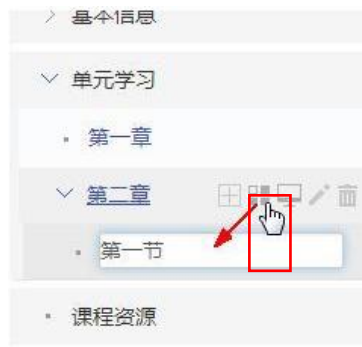 基本信息
单元学习
第一章
第二章
第一节
课程资源